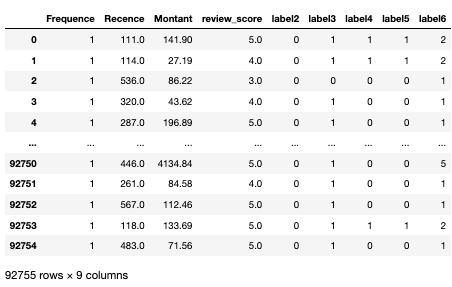 Frequence Recence Montant review_score label2 label3 label4 label5 label6
0 1 111.0 141.90 5.0 0 1 1 1 2
1 1 114.0 27.19 4.0 0 1 1 1 2
2 1 536.0 86.22 3.0 0 0 0 0 1
3 1 320.0 43.62 4.0 0 1 0 0 1
4 1 287.0 196.89 5.0 0 1 0 0 1
... ... ... ... ... ... ... ... ... ...
92750 1 446.0 4134.84 5.0 0 1 0 0 5
92751 1 261.0 84.58 4.0 0 1 0 0 1
92752 1 567.0 112.46 5.0 0 1 0 0 1
92753 1 118.0 133.69 5.0 0 1 1 1 2
92754 1 483.0 71.56 5.0 0 1 0 0 1
92755 rows × 9 columns